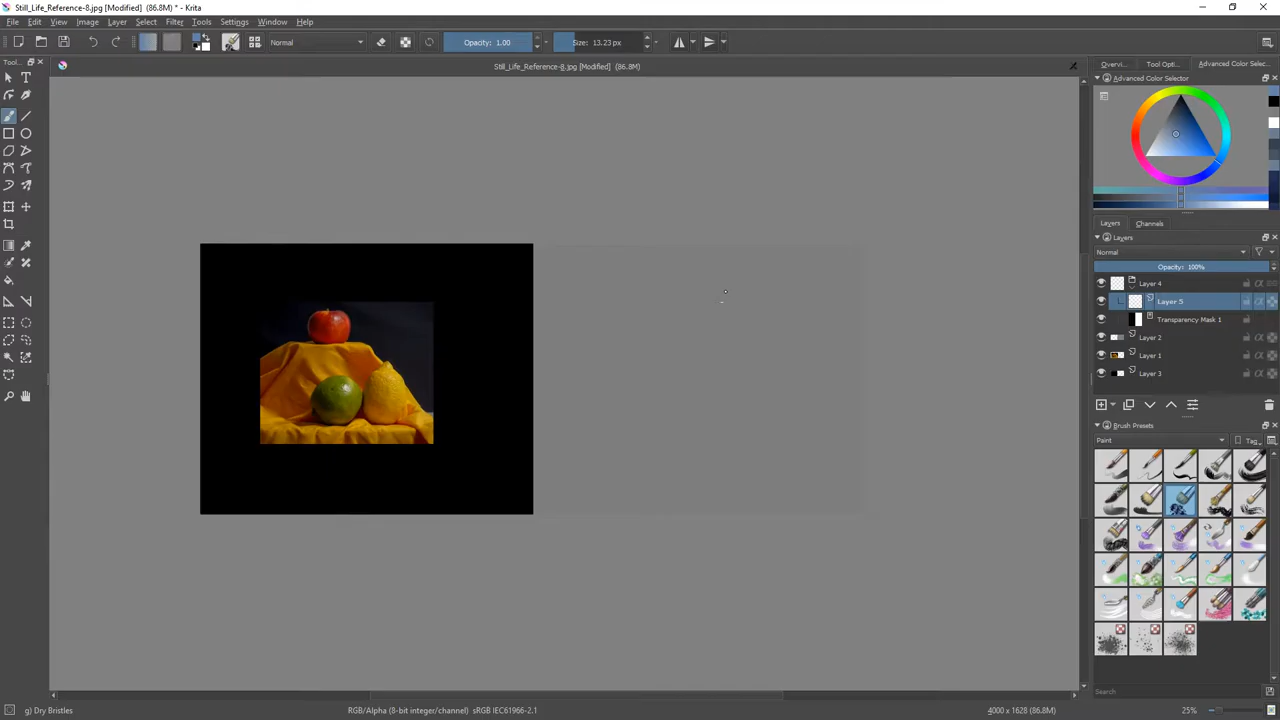 Still_Life_Reference-8.jpg [Modified] (86.8M) * - Krita
File Edit View Image Layer Select Filter Tools Settings Window Help
Normal Opacity: 1.00 Size: 13.23 px
Tool...
Still_Life_Reference-8.jpg [Modified] (86.8M)
Overvi... Tool Opti... Advanced Color Selec...
Advanced Color Selector
Layers Channels
Layers
Normal
Opacity: 100%
Layer 4
Layer 5
Transparency Mask 1
Layer 2
Layer 1
Layer 3
Brush Presets
Paint Tag
Search
g) Dry Bristles
RGB/Alpha (8-bit integer/channel) sRGB IEC61966-2.1
4000 x 1628 (86.8M)
25%